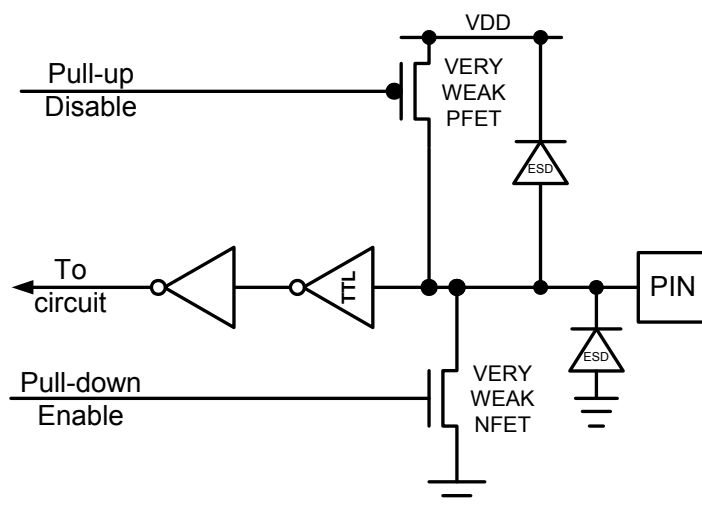 VDD
Pull-up
Disable
VERY
WEAK
PFET
ESD
To
circuit
TTL
PIN
ESD
Pull-down
Enable
VERY
WEAK
NFET